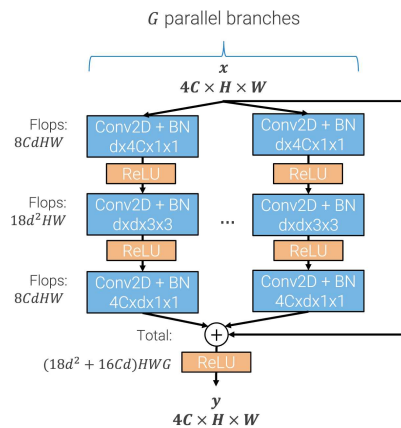 G parallel branches
x
4C × H × W
Flops:
8CdHW
Conv2D + BN
dx4Cx1x1
Conv2D + BN
dx4Cx1x1
ReLU
ReLU
Flops:
18d²HW
Conv2D + BN
dxdx3x3
...
Conv2D + BN
dxdx3x3
ReLU
ReLU
Flops:
8CdHW
Conv2D + BN
4Cxdx1x1
Conv2D + BN
4Cxdx1x1
Total:
+
(18d² + 16Cd)HWG
ReLU
y
4C × H × W